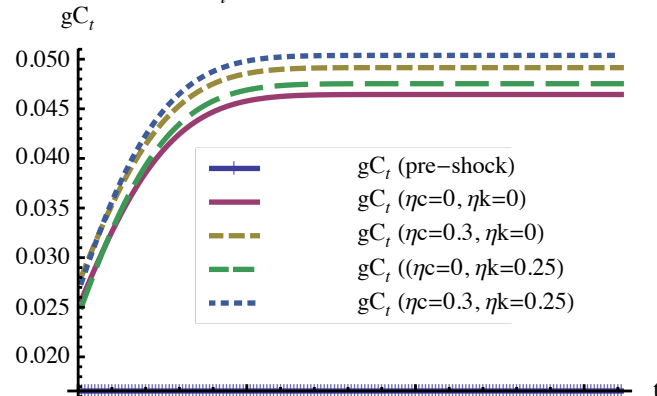 t
gC_t
0.050
0.045
0.040
0.035
0.030
0.025
0.020
gC_t (pre−shock)
gC_t (ηc=0, ηk=0)
gC_t (ηc=0.3, ηk=0)
gC_t ((ηc=0, ηk=0.25)
gC_t (ηc=0.3, ηk=0.25)
t